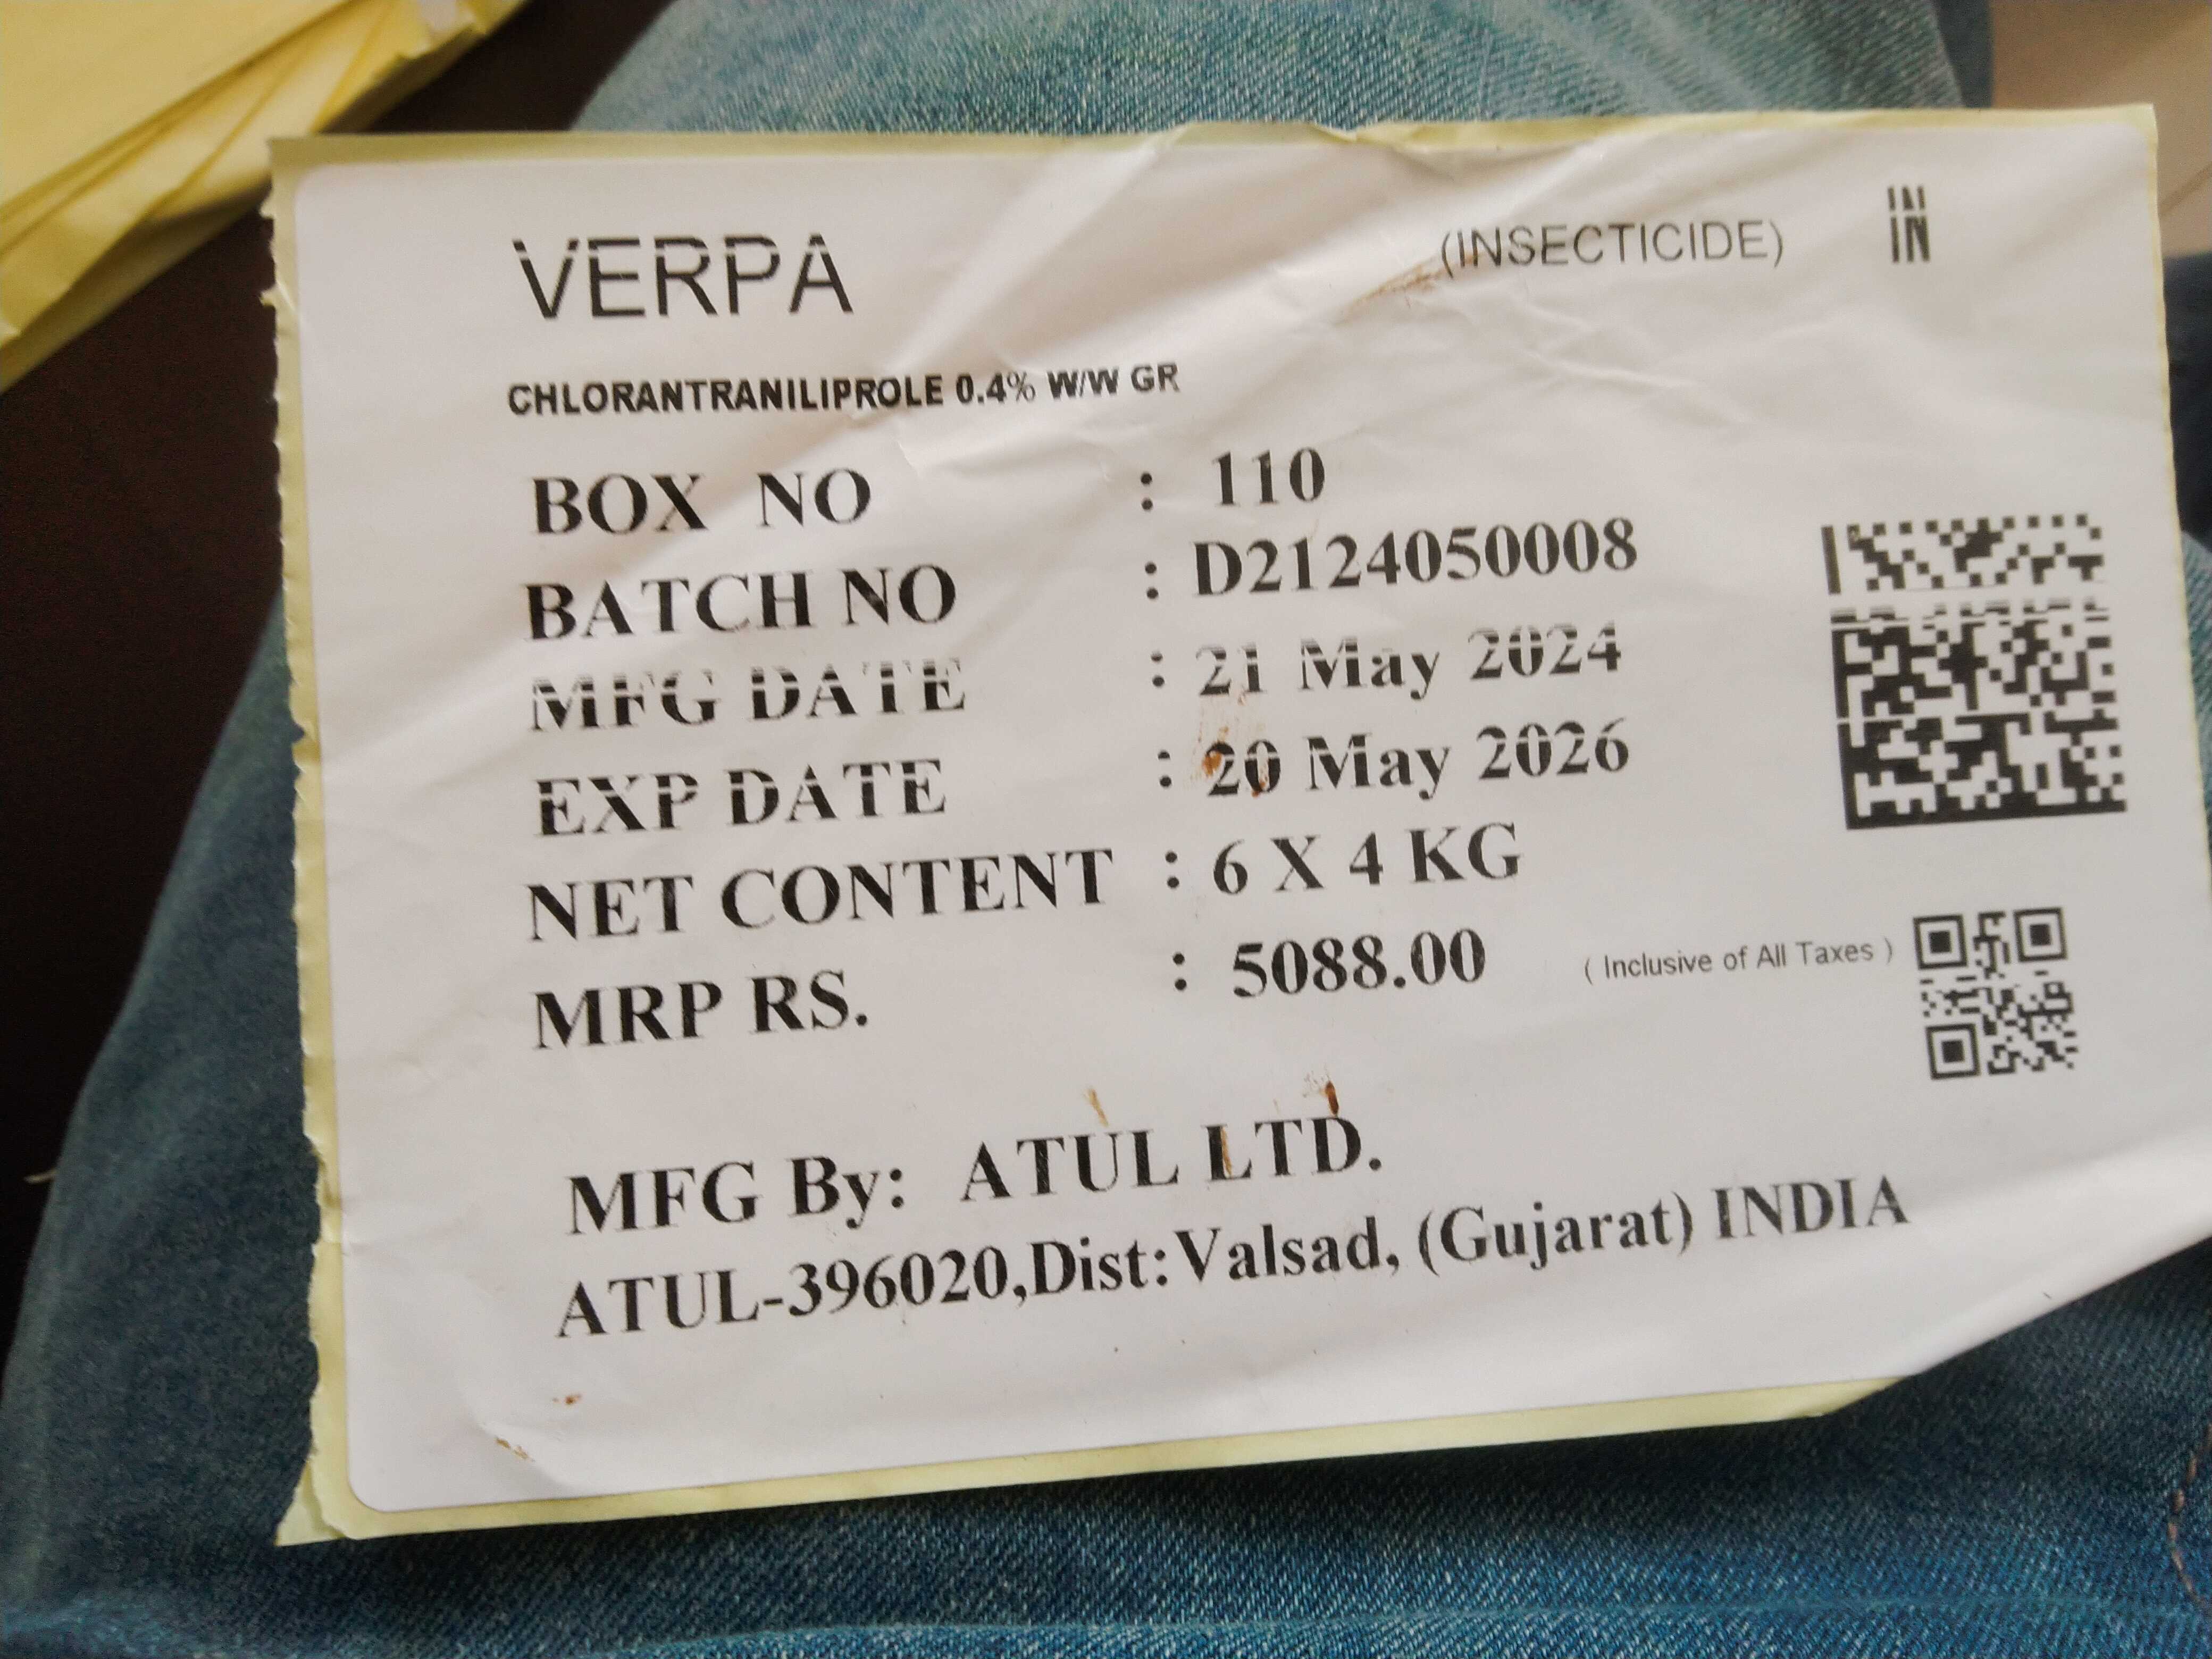 VERPA (INSECTICIDE) IN
CHLORANTRANILIPROLE 0.4% W/W GR
BOX NO : 110
BATCH NO : D2124050008
MFG DATE : 21 May 2024
EXP DATE : 20 May 2026
NET CONTENT : 6 X 4 KG
MRP RS. : 5088.00 ( Inclusive of All Taxes )
MFG By: ATUL LTD.
ATUL-396020,Dist:Valsad, (Gujarat) INDIA